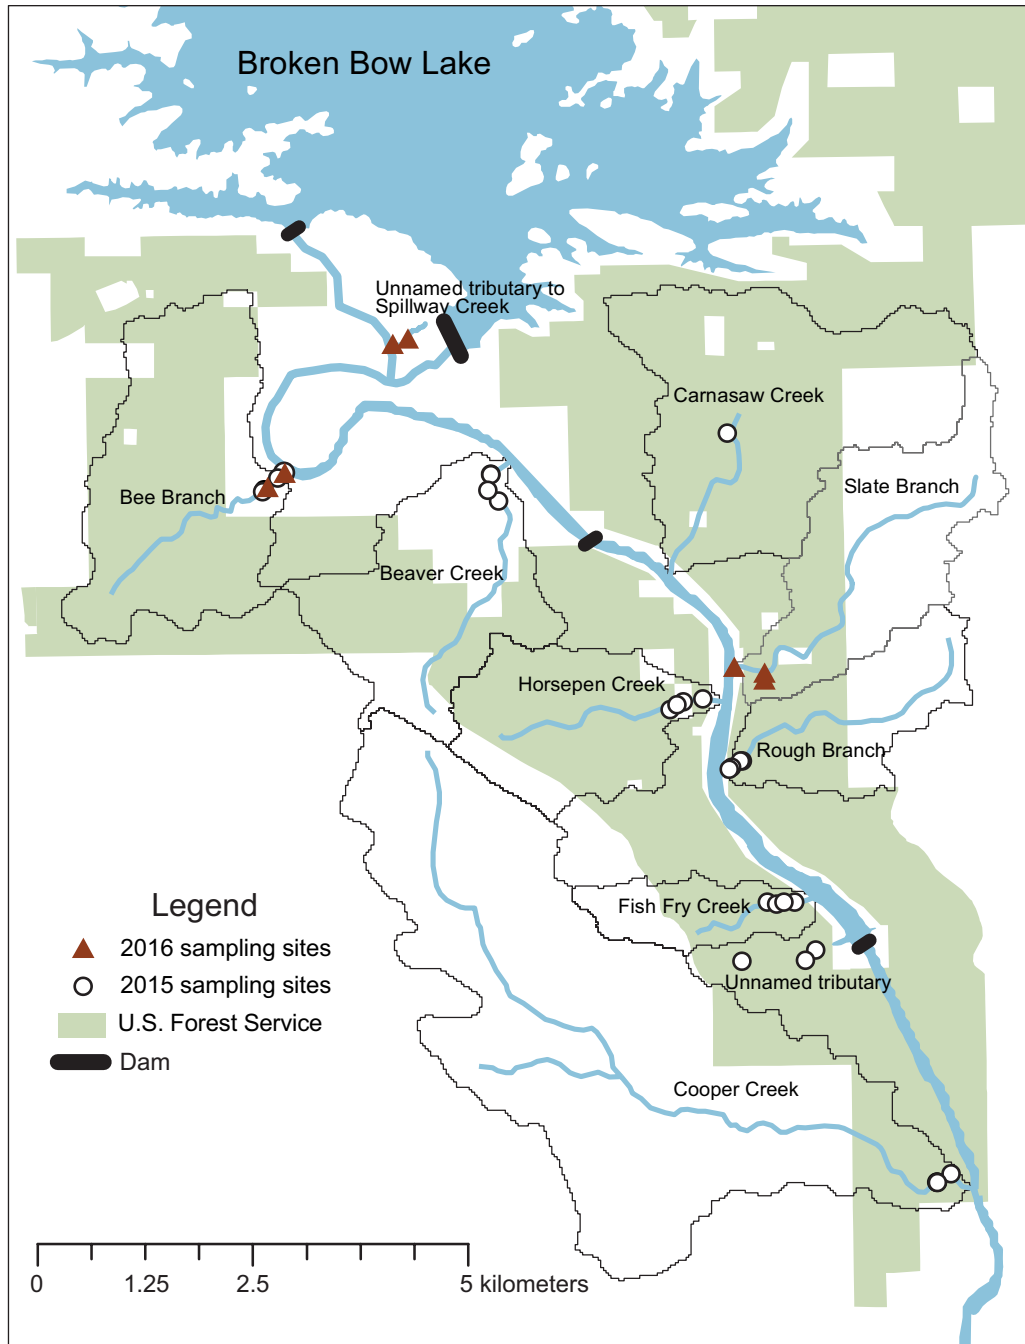 Broken Bow Lake
Unnamed tributary to
Spillway Creek
Carnasaw Creek
Slate Branch
Bee Branch
Beaver Creek
Horsepen Creek
Rough Branch
Fish Fry Creek
Unnamed tributary
Cooper Creek
Legend
2016 sampling sites
2015 sampling sites
U.S. Forest Service
Dam
0 1.25 2.5 5 kilometers